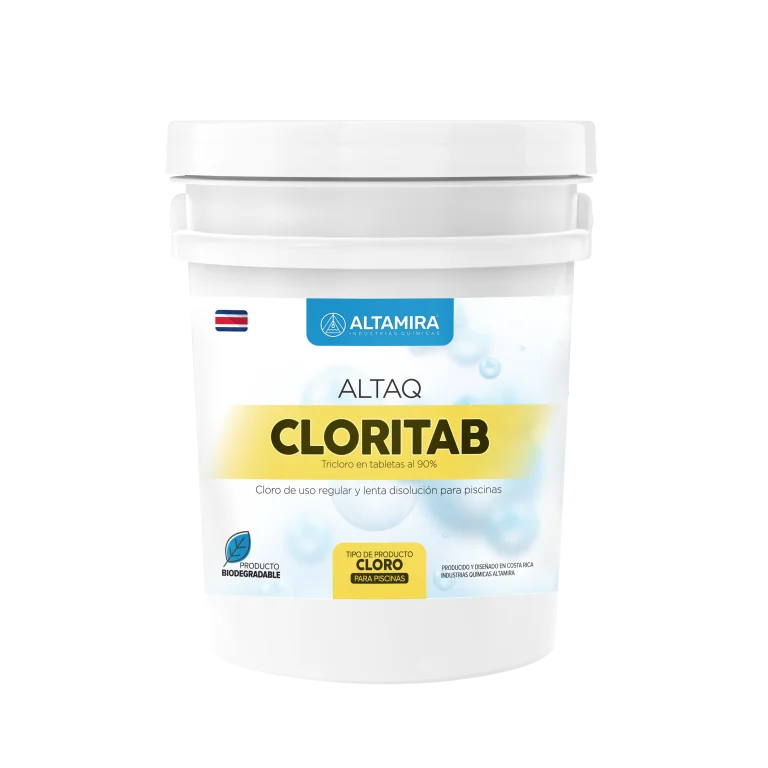 ALTAMIRA
INDUSTRIAS QUÍMICAS
ALTAQ
CLORITAB
Tricloro en tabletas al 90%
Cloro de uso regular y lenta disolución para piscinas
PRODUCTO
BIODEGRADABLE
TIPO DE PRODUCTO
CLORO
PARA PISCINAS
PRODUCIDO Y DISEÑADO EN COSTA RICA
INDUSTRIAS QUÍMICAS ALTAMIRA